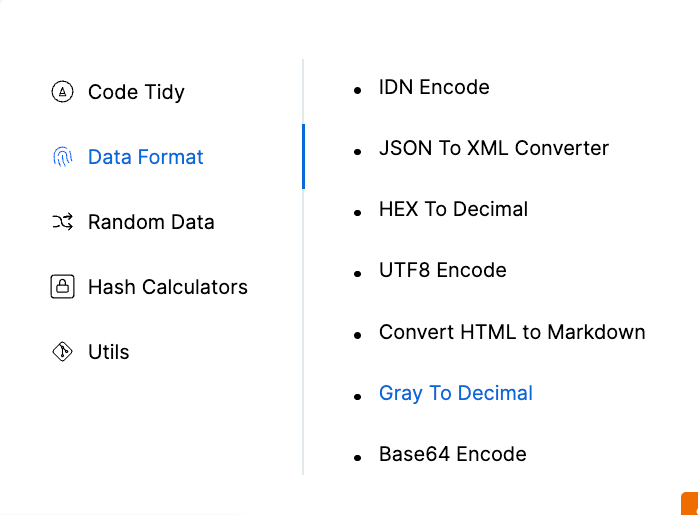 Code Tidy
Data Format
Random Data
Hash Calculators
Utils
IDN Encode
JSON To XML Converter
HEX To Decimal
UTF8 Encode
Convert HTML to Markdown
Gray To Decimal
Base64 Encode